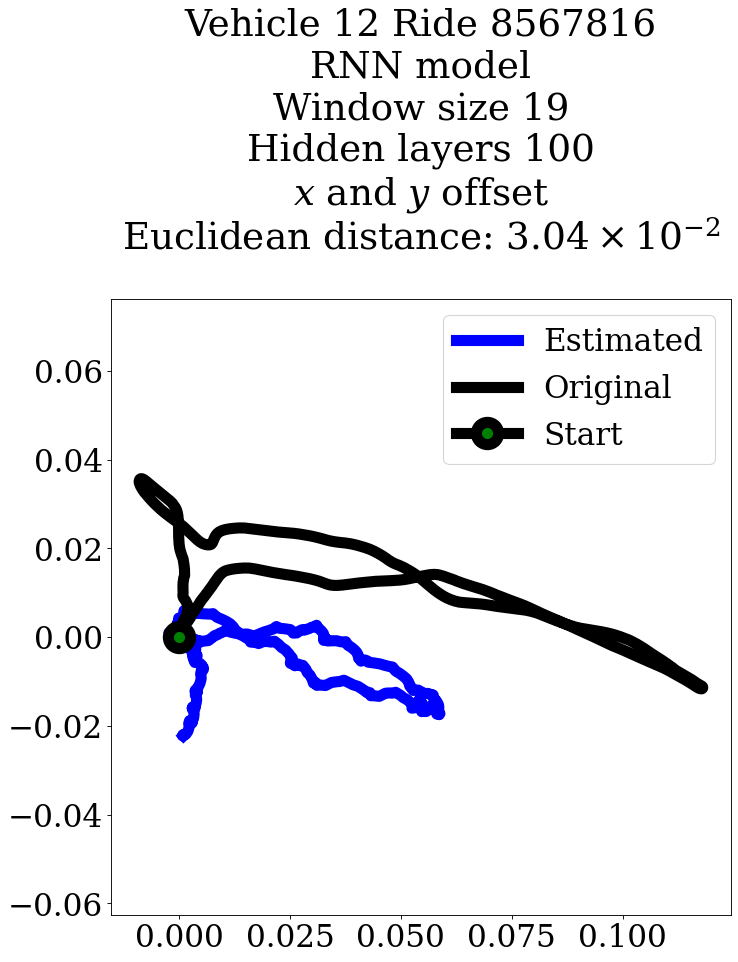 Vehicle 12 Ride 8567816
RNN model
Window size 19
Hidden layers 100
x and y offset
Euclidean distance: 3.04 × 10⁻²
Estimated
Original
Start
0.06
0.04
0.02
0.00
−0.02
−0.04
−0.06
0.000 0.025 0.050 0.075 0.100